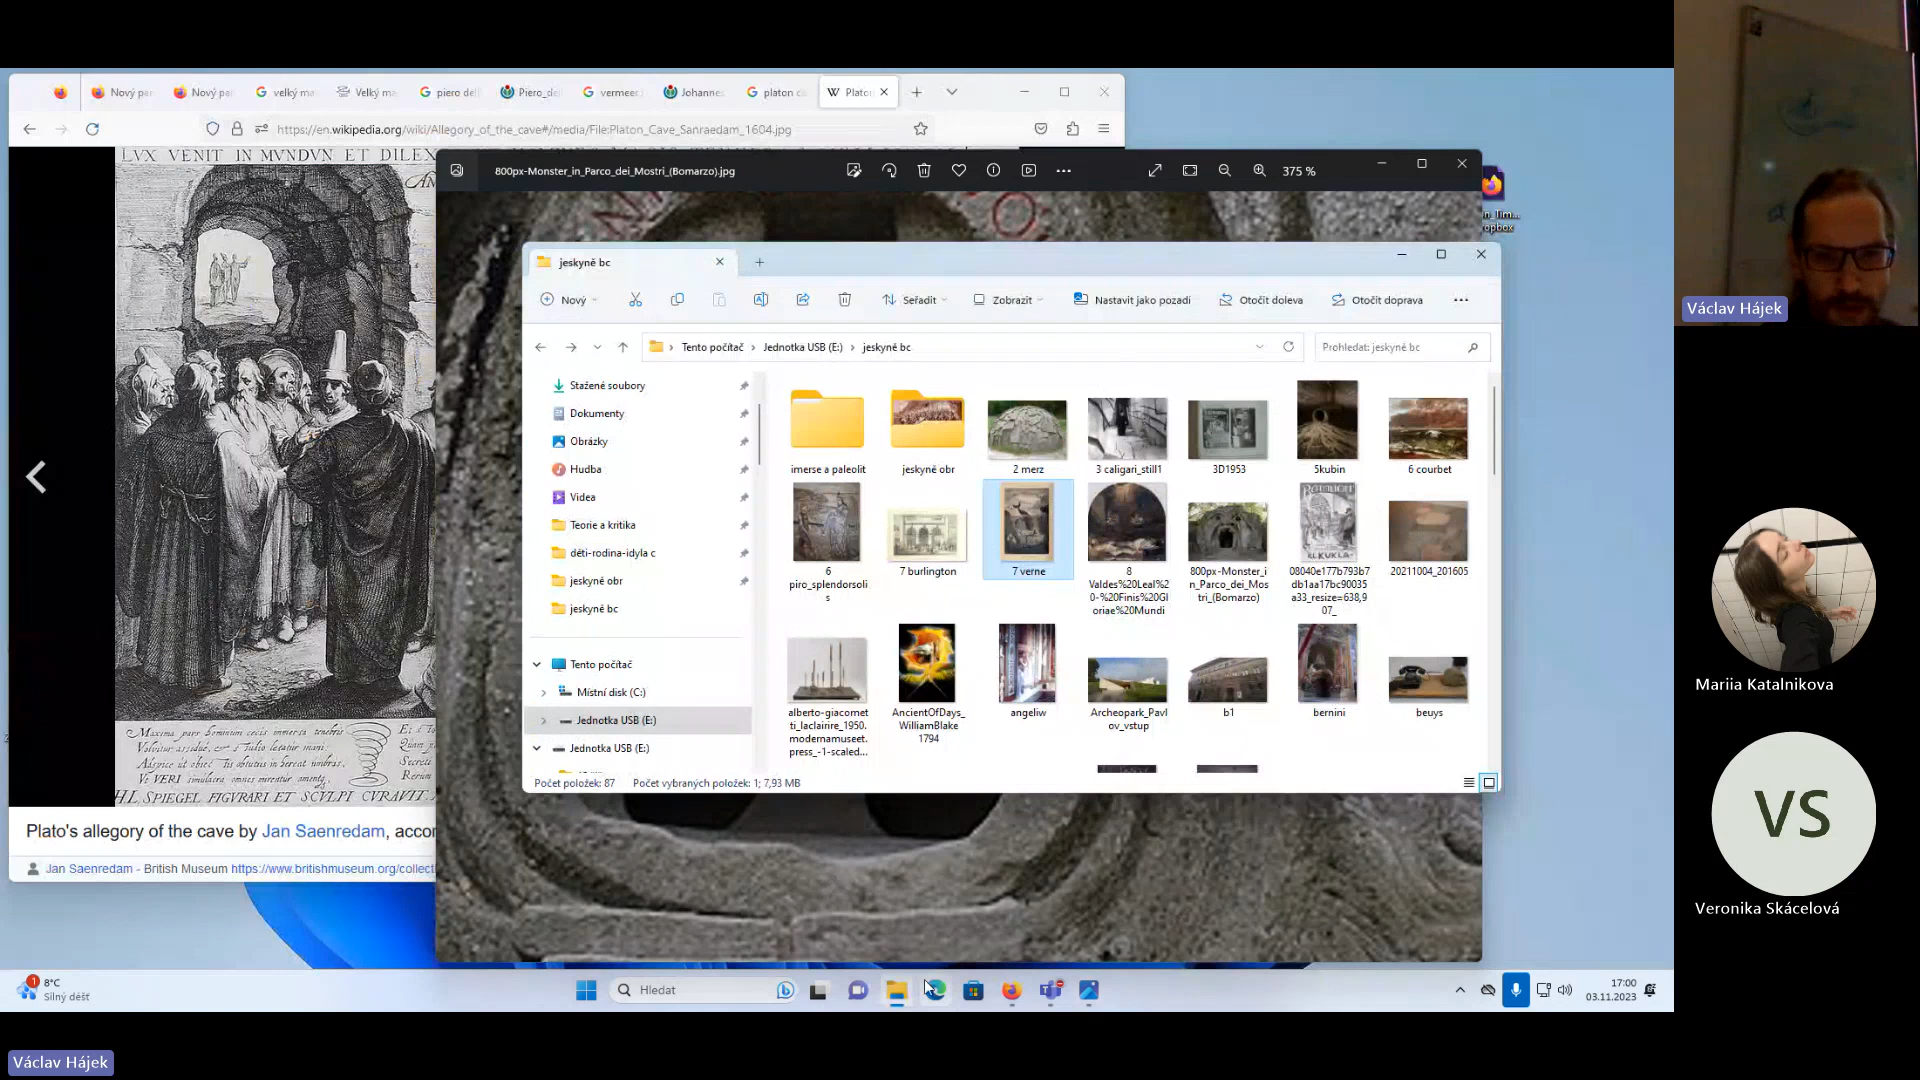 Nový pa
Nový pa
velký ma
Velký ma
piero del
Piero_de
vermee
Johannes
platon c
Platon
https://en.wikipedia.org/wiki/Allegory_of_the_cave#/media/File:Platon_Cave_Sanraedam_1604.jpg
LVX VENIT IN MVNDVN ET DILEX
Maxima pars hominum cecis immersa tenebris
HL. SPIEGEL FIGVRARI ET SCVLPI CVRAVIT
Plato's allegory of the cave by Jan Saenredam, accor
Jan Saenredam - British Museum https://www.britishmuseum.org/collecti
800px-Monster_in_Parco_dei_Mostri_(Bomarzo).jpg
375 %
jeskyně bc
Nový
Seřadit
Zobrazit
Nastavit jako pozadí
Otočit doleva
Otočit doprava
Tento počítač
Jednotka USB (E:)
jeskyně bc
Prohledat: jeskyně bc
Stažené soubory
Dokumenty
Obrázky
Hudba
Videa
Teorie a kritika
děti-rodina-idyla c
jeskyně obr
jeskyně bc
Tento počítač
Místní disk (C:)
Jednotka USB (E:)
Jednotka USB (E:)
imerse a paleolit
jeskyně obr
2 merz
3 caligari_still1
3D1953
5kubin
6 courbet
6
piro_splendorsoli
s
7 burlington
7 verne
8
Valdes%20Leal%2
0-%20Finis%20Gl
oriae%20Mundi
800px-Monster_i
n_Parco_dei_Mos
tri_(Bomarzo)
08040e177b793b7
db1aa17bc90035
a33_resize=638,9
07_
20211004_201605
alberto-giacomet
ti_laclairire_1950.
modernamuseet.
press_-1-scaled...
AncientOfDays_
WilliamBlake
1794
angeliw
Archeopark_Pavl
ov_vstup
b1
bernini
beuys
Počet položek: 87
Počet vybraných položek: 1; 7,93 MB
8°C
Silný déšť
Hledat
17:00
03.11.2023
Václav Hájek
Mariia Katalnikova
VS
Veronika Skácelová
Václav Hájek